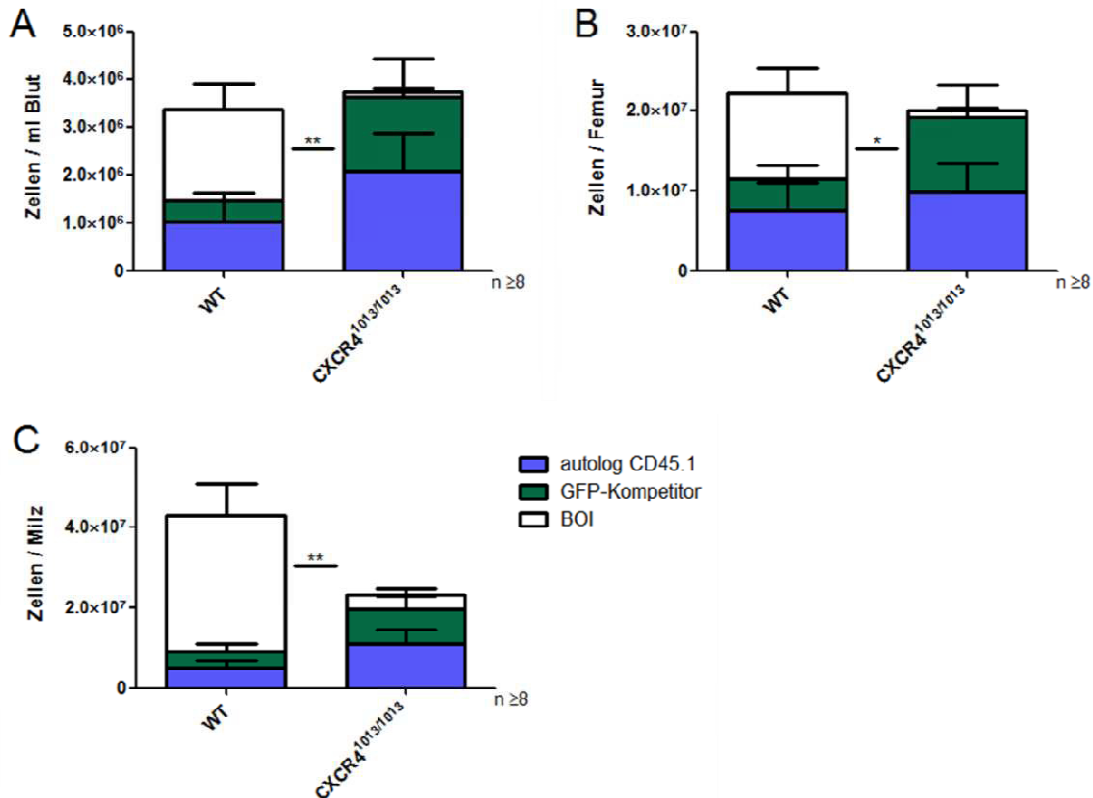 A
Zellen / ml Blut
5.0×10⁶
4.0×10⁶
3.0×10⁶
2.0×10⁶
1.0×10⁶
0
**
WT
CXCR4¹⁰¹³/¹⁰¹³
n ≥8
B
Zellen / Femur
3.0×10⁷
2.0×10⁷
1.0×10⁷
0
*
WT
CXCR4¹⁰¹³/¹⁰¹³
n ≥8
C
Zellen / Milz
6.0×10⁷
4.0×10⁷
2.0×10⁷
0
**
WT
CXCR4¹⁰¹³/¹⁰¹³
n ≥8
autolog CD45.1
GFP-Kompetitor
BOI